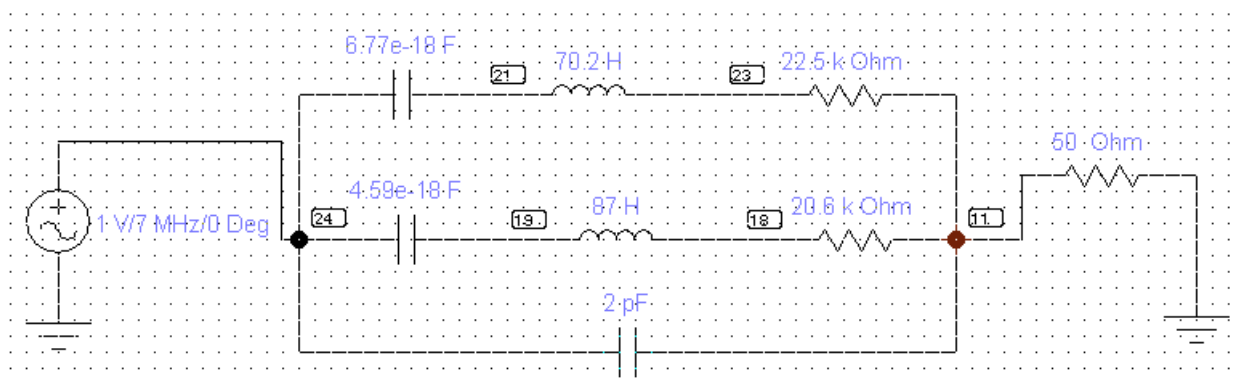 6.77e-18 F
21
70.2 H
23
22.5 k Ohm
50 Ohm
1 V/7 MHz/0 Deg
24
4.59e-18 F
19
87 H
18
20.6 k Ohm
11
2 pF